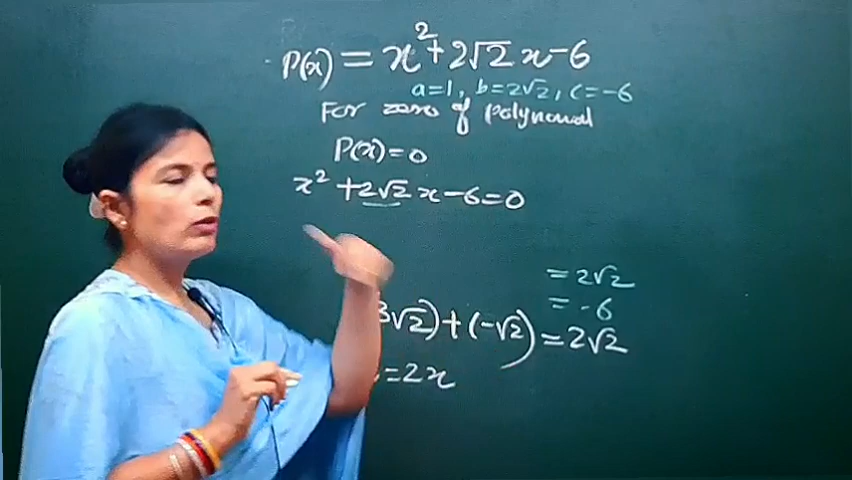 P(x) = x²+2√2 x-6
a=1, b=2√2, c=-6
For zero of polynomial
P(x)=0
x² +2√2 x-6=0
= 2√2
= -6
3√2)+(-√2)=2√2
=2x